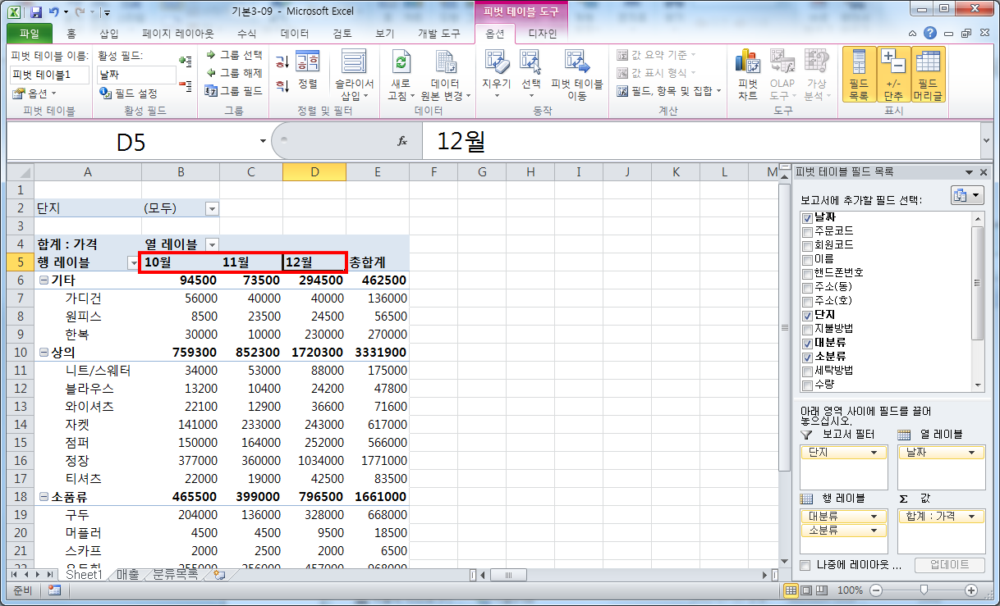 기본3-09 - Microsoft Excel
피벗 테이블 도구
파일 홈 삽입 페이지 레이아웃 수식 데이터 검토 보기 개발 도구 옵션 디자인
피벗 테이블 이름:
피벗 테이블1
옵션
피벗 테이블
활성 필드:
날짜
필드 설정
활성 필드
그룹 선택
그룹 해제
그룹 필드
그룹
정렬
슬라이서
삽입
정렬 및 필터
새로
고침
데이터
원본 변경
데이터
지우기
선택
피벗 테이블
이동
동작
값 요약 기준
값 표시 형식
필드, 항목 및 집합
계산
피벗
차트
OLAP
도구
가상
분석
도구
필드
목록
+/-
단추
필드
머리글
표시
D5 fx 12월
A B C D E F G H I J K L M
1
2 단지 (모두)
3
4 합계 : 가격 열 레이블
5 행 레이블 10월 11월 12월 총합계
6 기타 94500 73500 294500 462500
7 가디건 56000 40000 40000 136000
8 원피스 8500 23500 24500 56500
9 한복 30000 10000 230000 270000
10 상의 759300 852300 1720300 3331900
11 니트/스웨터 34000 53000 88000 175000
12 블라우스 13200 10400 24200 47800
13 와이셔츠 22100 12900 36600 71600
14 자켓 141000 233000 243000 617000
15 점퍼 150000 164000 252000 566000
16 정장 377000 360000 1034000 1771000
17 티셔츠 22000 19000 42500 83500
18 소품류 465500 399000 796500 1661000
19 구두 204000 136000 328000 668000
20 머플러 4500 4500 9500 18500
21 스카프 2000 2500 2000 6500
Sheet1 매출 분류목록
준비
100%
피벗 테이블 필드 목록
보고서에 추가할 필드 선택:
날짜
주문코드
회원코드
이름
핸드폰번호
주소(동)
주소(호)
단지
지불방법
대분류
소분류
세탁방법
수량
아래 영역 사이에 필드를 끌어
놓으십시오.
보고서 필터
단지
열 레이블
날짜
행 레이블
대분류
소분류
Σ 값
합계 : 가격
나중에 레이아웃 ...
업데이트